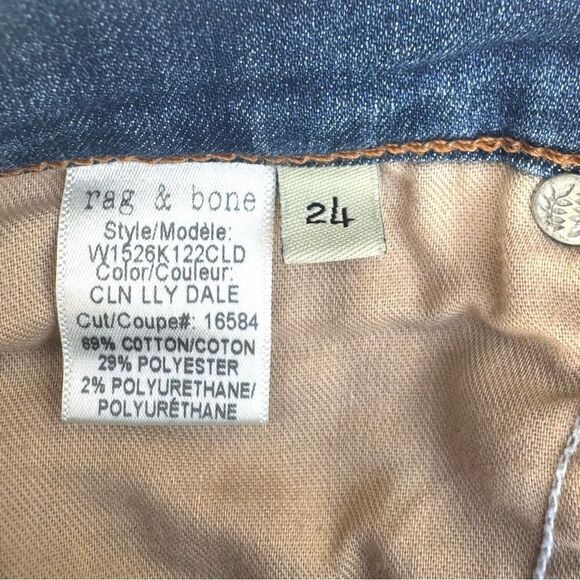 rag & bone
Style/Modèle:
W1526K122CLD
Color/Couleur:
CLN LLY DALE
Cut/Coupe#: 16584
69% COTTON/COTON
29% POLYESTER
2% POLYURETHANE/
POLYURÉTHANE
24